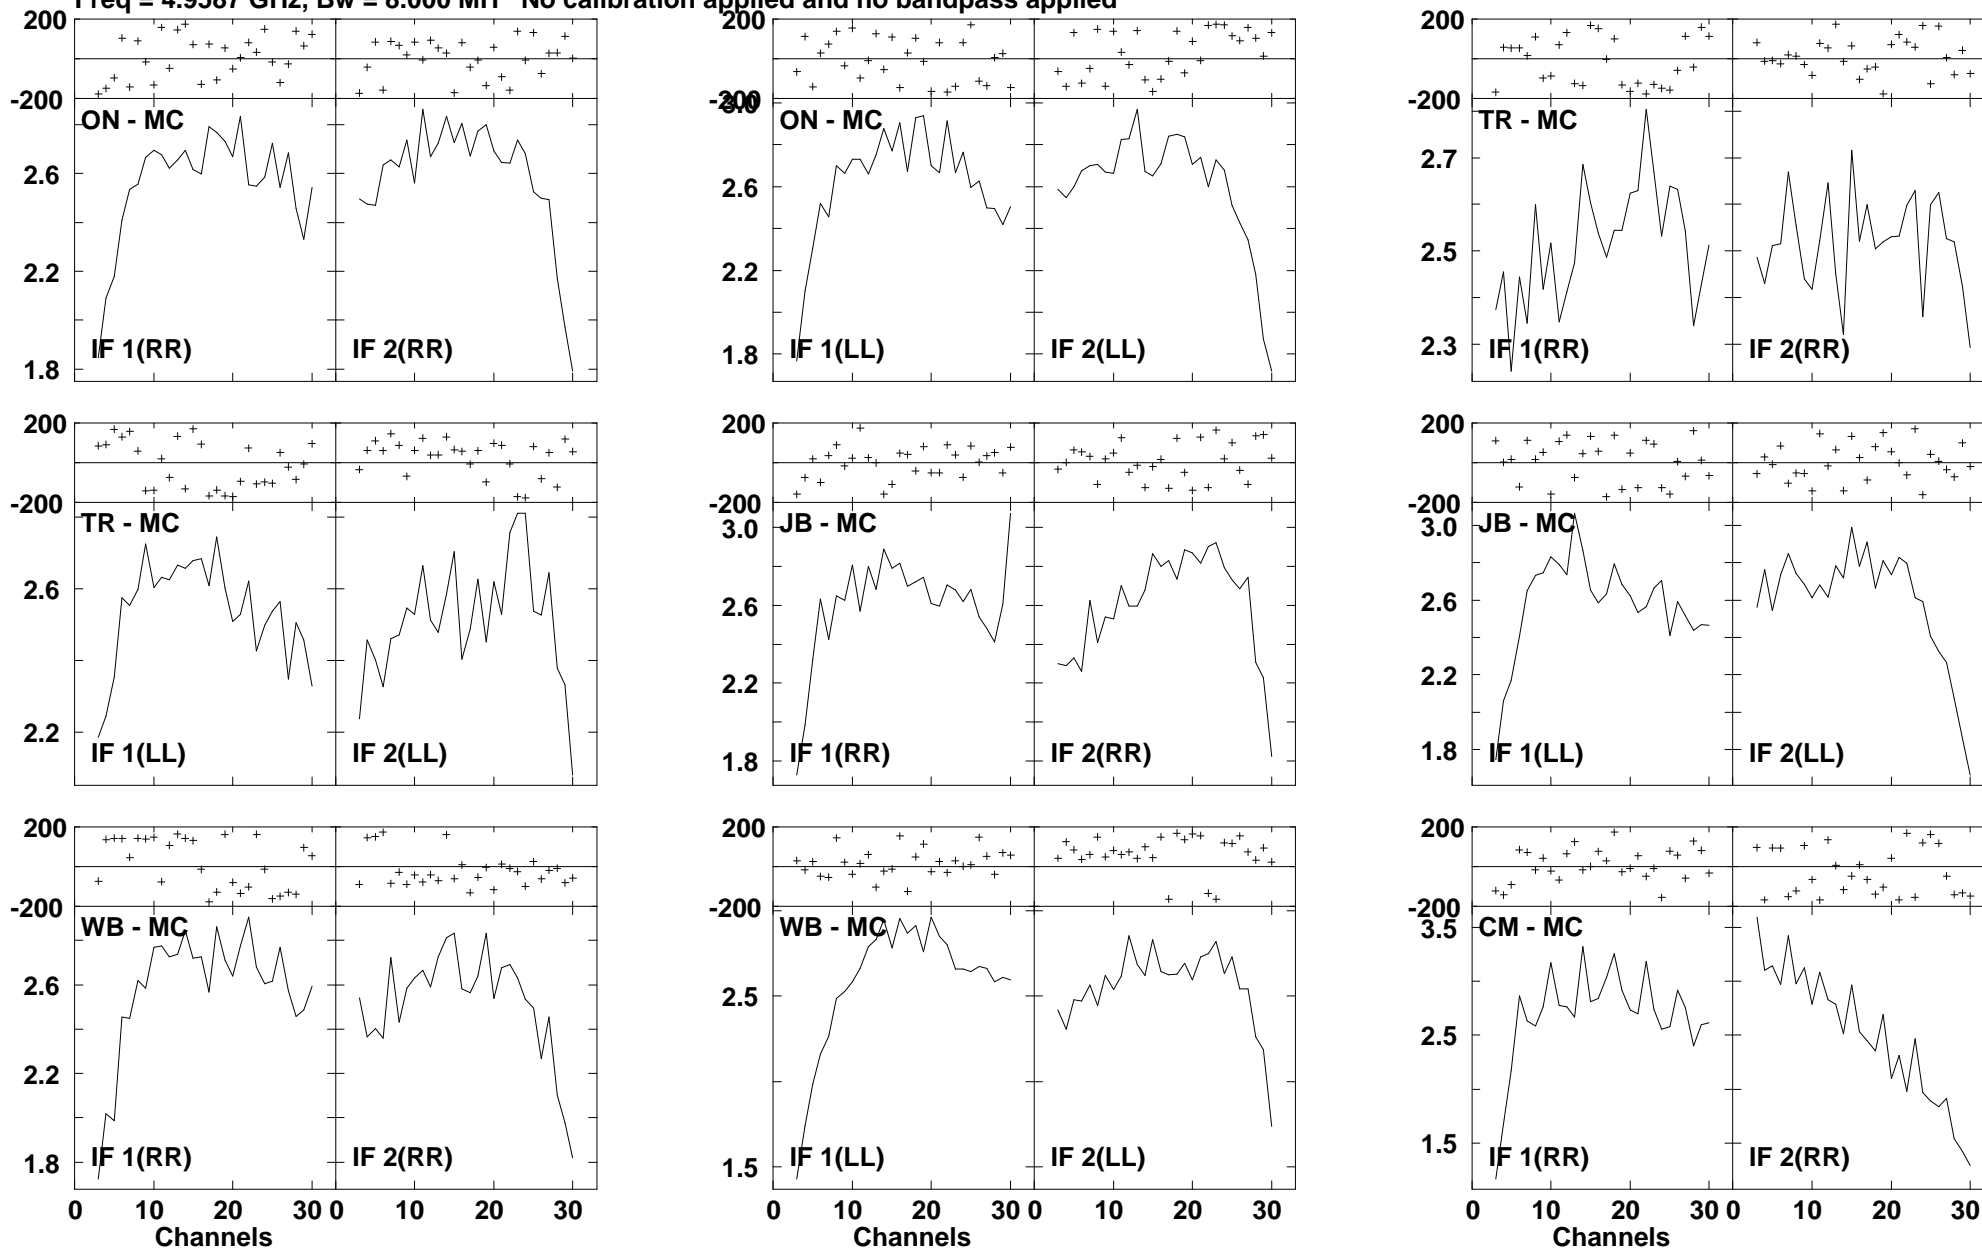 Freq = 4.9587 GHz, Bw = 8.000 MH No calibration applied and no bandpass applied
200
-200
ON - MC
2.6
2.2
1.8
IF 1(RR)
IF 2(RR)
-200
3.0
ON - MC
2.6
2.2
1.8
IF 1(LL)
IF 2(LL)
200
-200
TR - MC
2.7
2.5
2.3
IF 1(RR)
IF 2(RR)
200
-200
TR - MC
2.6
2.2
IF 1(LL)
IF 2(LL)
200
-200
3.0
JB - MC
2.6
2.2
1.8
IF 1(RR)
IF 2(RR)
200
-200
3.0
JB - MC
2.6
2.2
1.8
IF 1(LL)
IF 2(LL)
200
-200
WB - MC
2.6
2.2
1.8
IF 1(RR)
IF 2(RR)
0 10 20 30 0 10 20 30
Channels
200
-200
WB - MC
2.5
1.5
IF 1(LL)
IF 2(LL)
0 10 20 30 0 10 20 30
Channels
200
-200
3.5
CM - MC
2.5
1.5
IF 1(RR)
IF 2(RR)
0 10 20 30 0 10 20 30
Channels